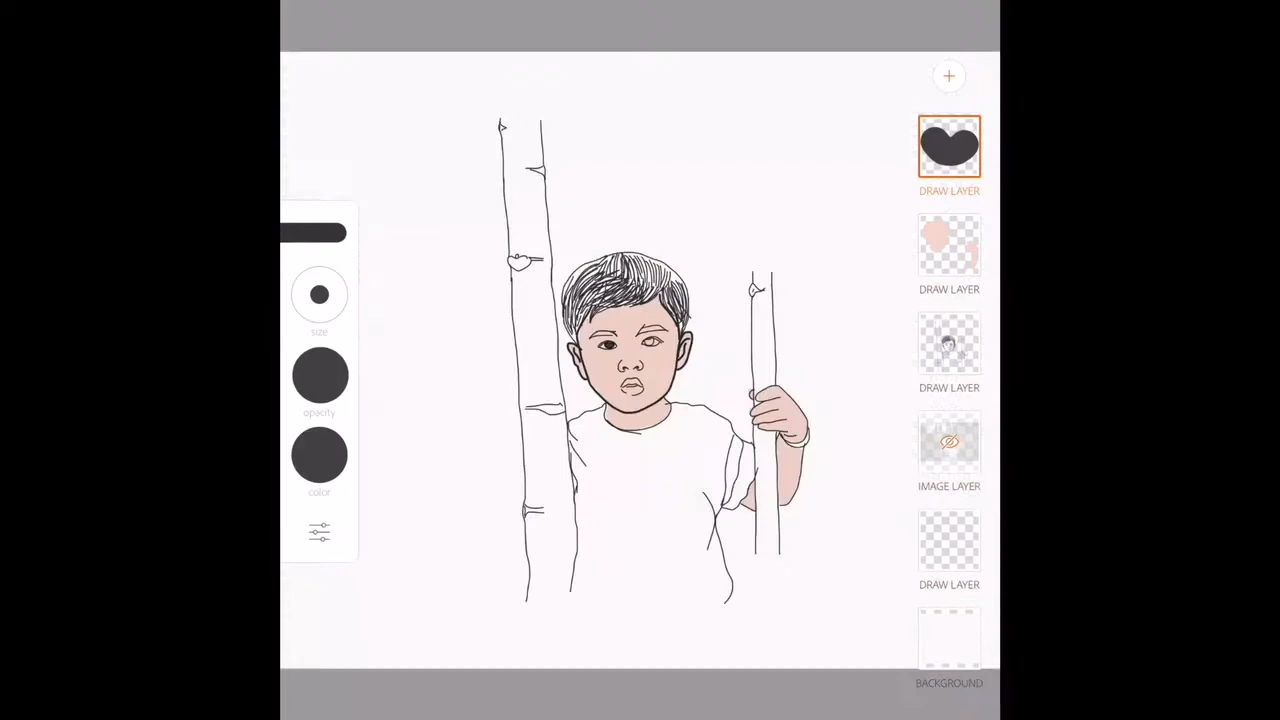 size
opacity
color
DRAW LAYER
DRAW LAYER
DRAW LAYER
IMAGE LAYER
DRAW LAYER
BACKGROUND